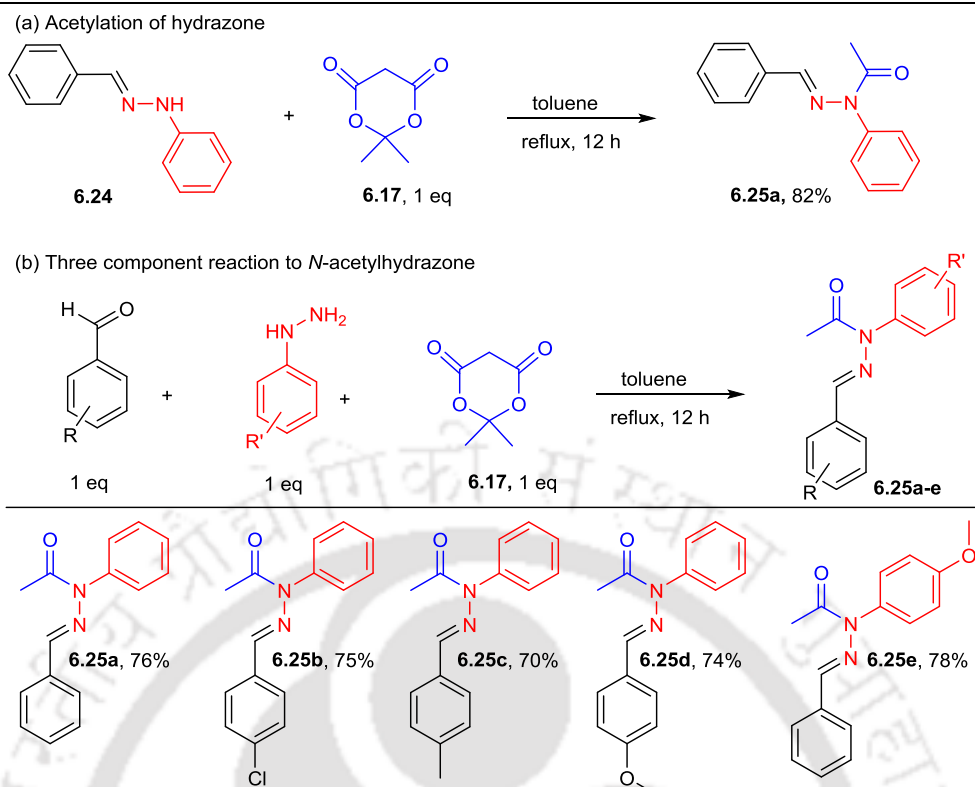 (a) Acetylation of hydrazone
N
NH
6.24
+
O
O
O
O
6.17, 1 eq
toluene
reflux, 12 h
N
N
O
6.25a, 82%
(b) Three component reaction to N-acetylhydrazone
H
O
R
1 eq
+
HN
NH2
R'
1 eq
+
O
O
O
O
6.17, 1 eq
toluene
reflux, 12 h
R'
O
N
N
R
6.25a-e
O
N
N
6.25a, 76%
O
N
N
6.25b, 75%
Cl
O
N
N
6.25c, 70%
O
N
N
6.25d, 74%
O
O
O
N
N
6.25e, 78%